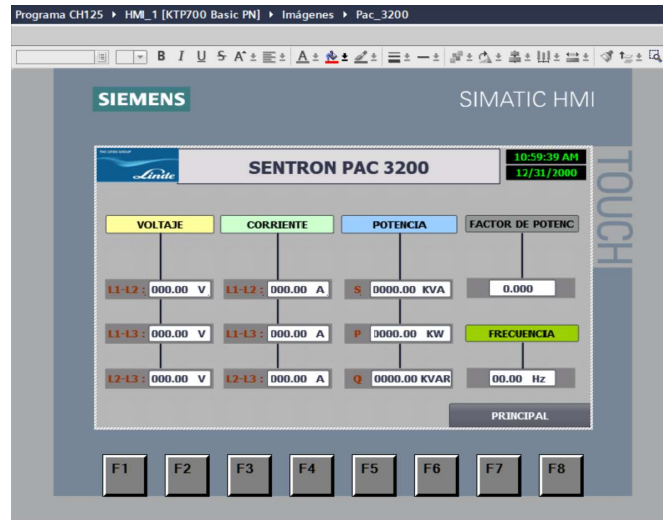 Programa CH125 ▸ HMI_1 [KTP700 Basic PN] ▸ Imágenes ▸ Pac_3200
B I U S A
SIEMENS
SIMATIC HMI
TOUCH
Linde
SENTRON PAC 3200
10:59:39 AM
12/31/2000
VOLTAJE CORRIENTE POTENCIA FACTOR DE POTENC
L1-L2 : 000.00 V L1-L2 : 000.00 A S 0000.00 KVA 0.000
L1-L3 : 000.00 V L1-L3 : 000.00 A P 0000.00 KW FRECUENCIA
L2-L3 : 000.00 V L2-L3 : 000.00 A Q 0000.00 KVAR 00.00 Hz
PRINCIPAL
F1 F2 F3 F4 F5 F6 F7 F8